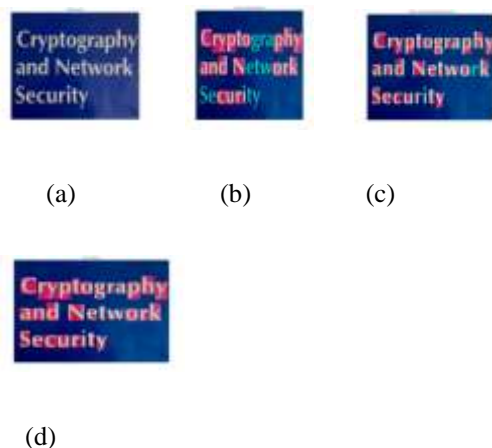 Cryptography
and Network
Security
Cryptography
and Network
Security
Cryptography
and Network
Security
(a)
(b)
(c)
Cryptography
and Network
Security
(d)